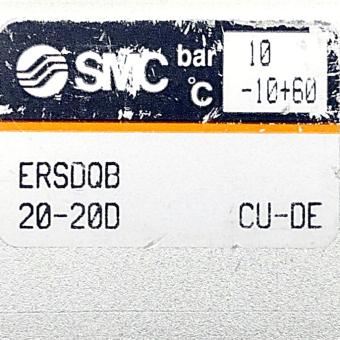 SMC bar 10
°C -10+60
ERSDQB
20-20D CU-DE